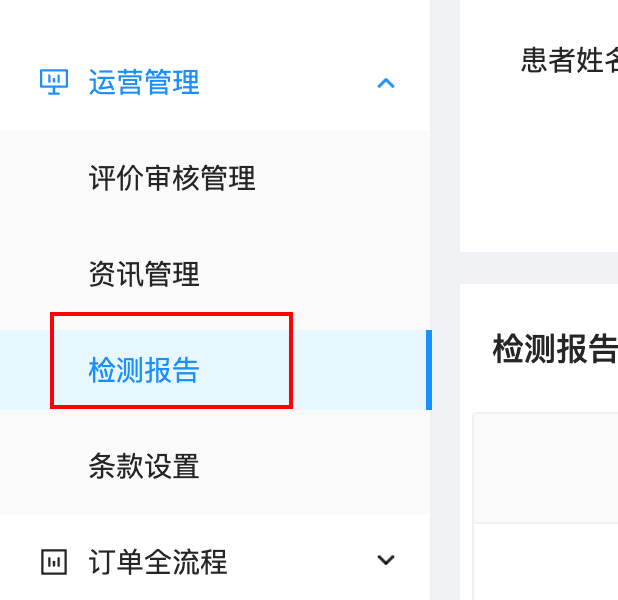 运营管理
评价审核管理
资讯管理
检测报告
条款设置
订单全流程
患者姓名
检测报告